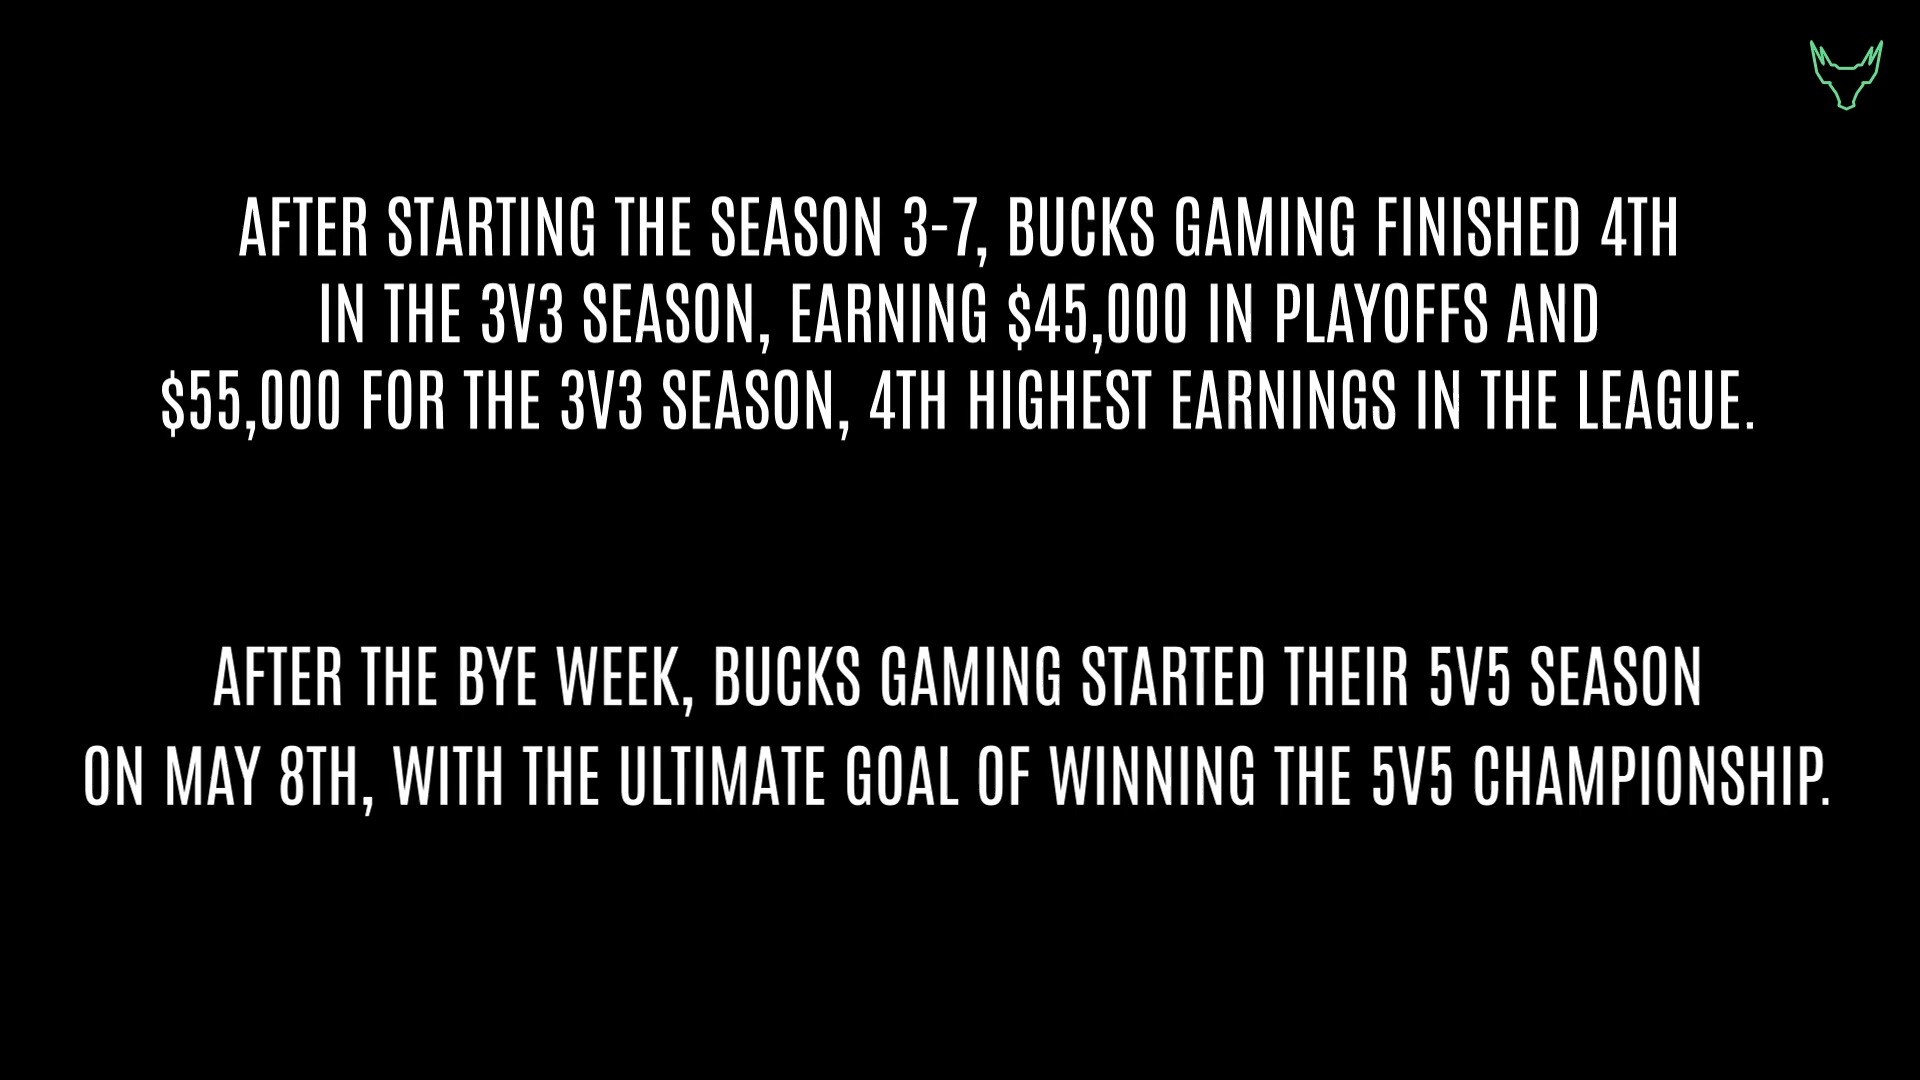 AFTER STARTING THE SEASON 3-7, BUCKS GAMING FINISHED 4TH
IN THE 3V3 SEASON, EARNING $45,000 IN PLAYOFFS AND
$55,000 FOR THE 3V3 SEASON, 4TH HIGHEST EARNINGS IN THE LEAGUE.
AFTER THE BYE WEEK, BUCKS GAMING STARTED THEIR 5V5 SEASON
ON MAY 8TH, WITH THE ULTIMATE GOAL OF WINNING THE 5V5 CHAMPIONSHIP.